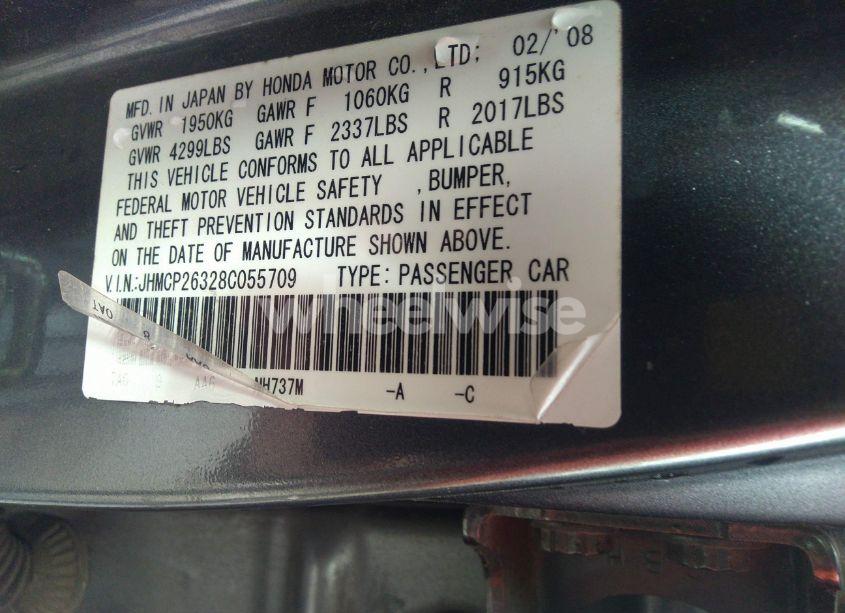 MFD. IN JAPAN BY HONDA MOTOR CO., LTD; 02/'08
GVWR 1950KG GAWR F 1060KG R 915KG
GVWR 4299LBS GAWR F 2337LBS R 2017LBS
THIS VEHICLE CONFORMS TO ALL APPLICABLE
FEDERAL MOTOR VEHICLE SAFETY , BUMPER,
AND THEFT PREVENTION STANDARDS IN EFFECT
ON THE DATE OF MANUFACTURE SHOWN ABOVE.
V.I.N:JHMCP26328C055709 TYPE: PASSENGER CAR
wheelwise
NH737M -A -C